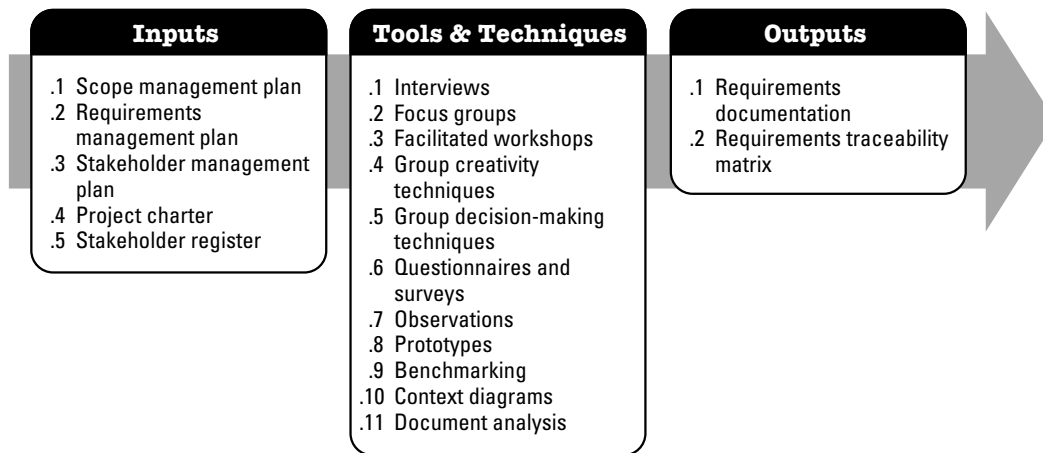 Inputs
.1 Scope management plan
.2 Requirements
management plan
.3 Stakeholder management
plan
.4 Project charter
.5 Stakeholder register
Tools & Techniques
.1 Interviews
.2 Focus groups
.3 Facilitated workshops
.4 Group creativity
techniques
.5 Group decision-making
techniques
.6 Questionnaires and
surveys
.7 Observations
.8 Prototypes
.9 Benchmarking
.10 Context diagrams
.11 Document analysis
Outputs
.1 Requirements
documentation
.2 Requirements traceability
matrix